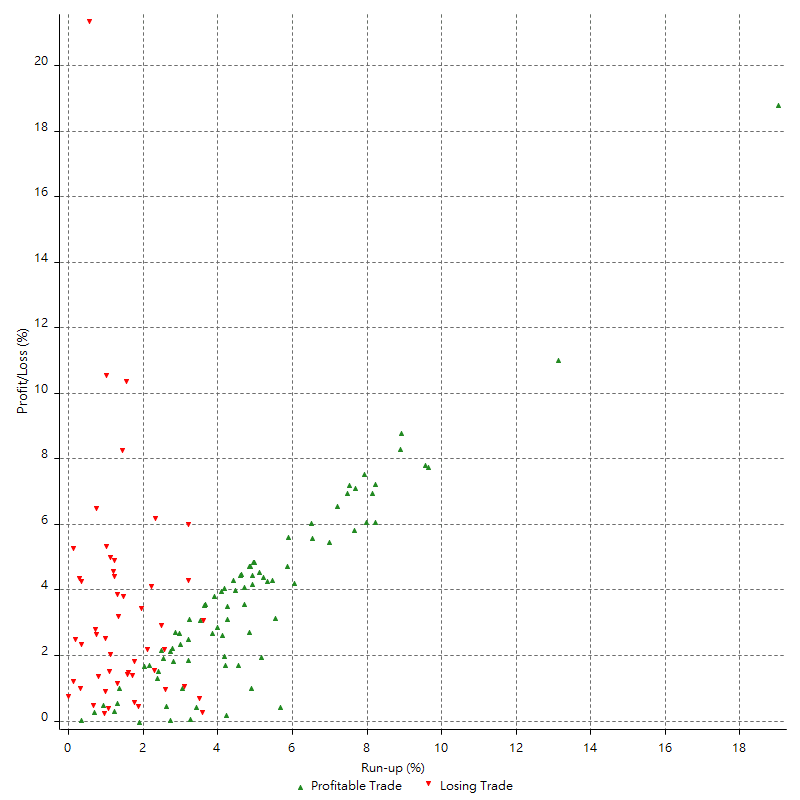 20
18
16
14
12
10
8
6
4
2
0
Profit/Loss (%)
0 2 4 6 8 10 12 14 16 18
Run-up (%)
Profitable Trade Losing Trade